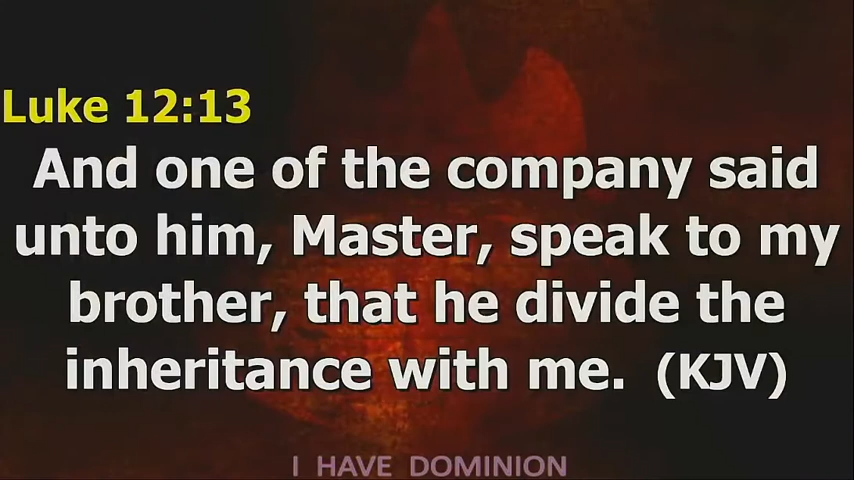 Luke 12:13
And one of the company said
unto him, Master, speak to my
brother, that he divide the
inheritance with me.  (KJV)
I HAVE DOMINION